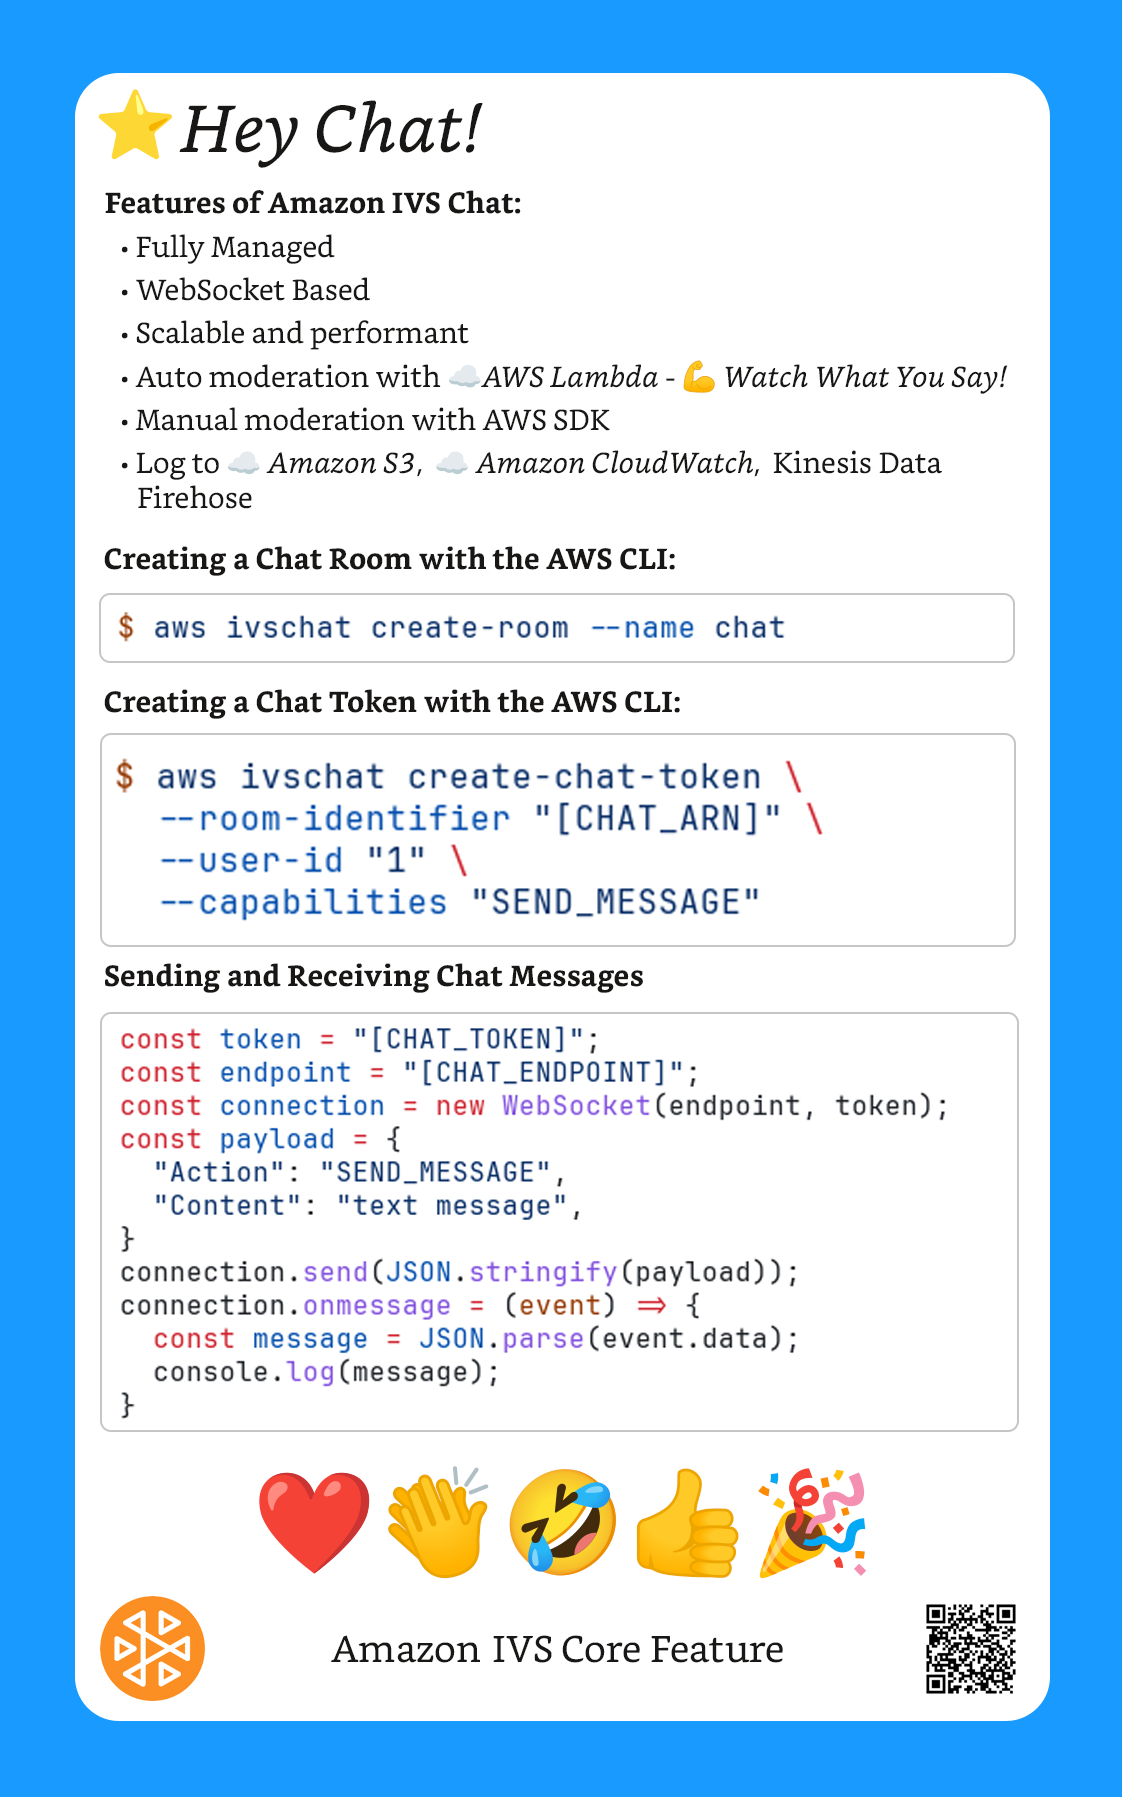 ⭐ Hey Chat!
Features of Amazon IVS Chat:
• Fully Managed
• WebSocket Based
• Scalable and performant
• Auto moderation with ☁️AWS Lambda - 💪 Watch What You Say!
• Manual moderation with AWS SDK
• Log to ☁️ Amazon S3, ☁️ Amazon CloudWatch, Kinesis Data
Firehose
Creating a Chat Room with the AWS CLI:
$ aws ivschat create-room --name chat
Creating a Chat Token with the AWS CLI:
$ aws ivschat create-chat-token \
--room-identifier "[CHAT_ARN]" \
--user-id "1" \
--capabilities "SEND_MESSAGE"
Sending and Receiving Chat Messages
const token = "[CHAT_TOKEN]";
const endpoint = "[CHAT_ENDPOINT]";
const connection = new WebSocket(endpoint, token);
const payload = {
"Action": "SEND_MESSAGE",
"Content": "text message",
}
connection.send(JSON.stringify(payload));
connection.onmessage = (event) => {
const message = JSON.parse(event.data);
console.log(message);
}
❤️👏🤣👍🎉
Amazon IVS Core Feature